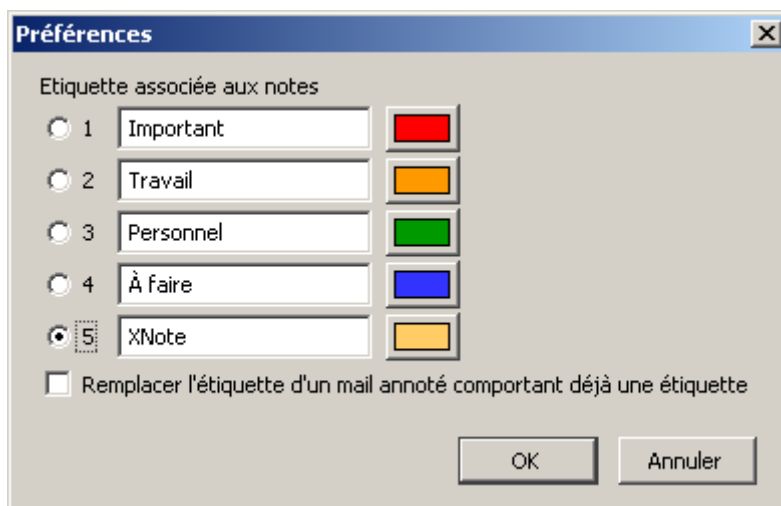 Préférences
Etiquette associée aux notes
1 Important
2 Travail
3 Personnel
4 À faire
5 XNote
Remplacer l'étiquette d'un mail annoté comportant déjà une étiquette
OK Annuler